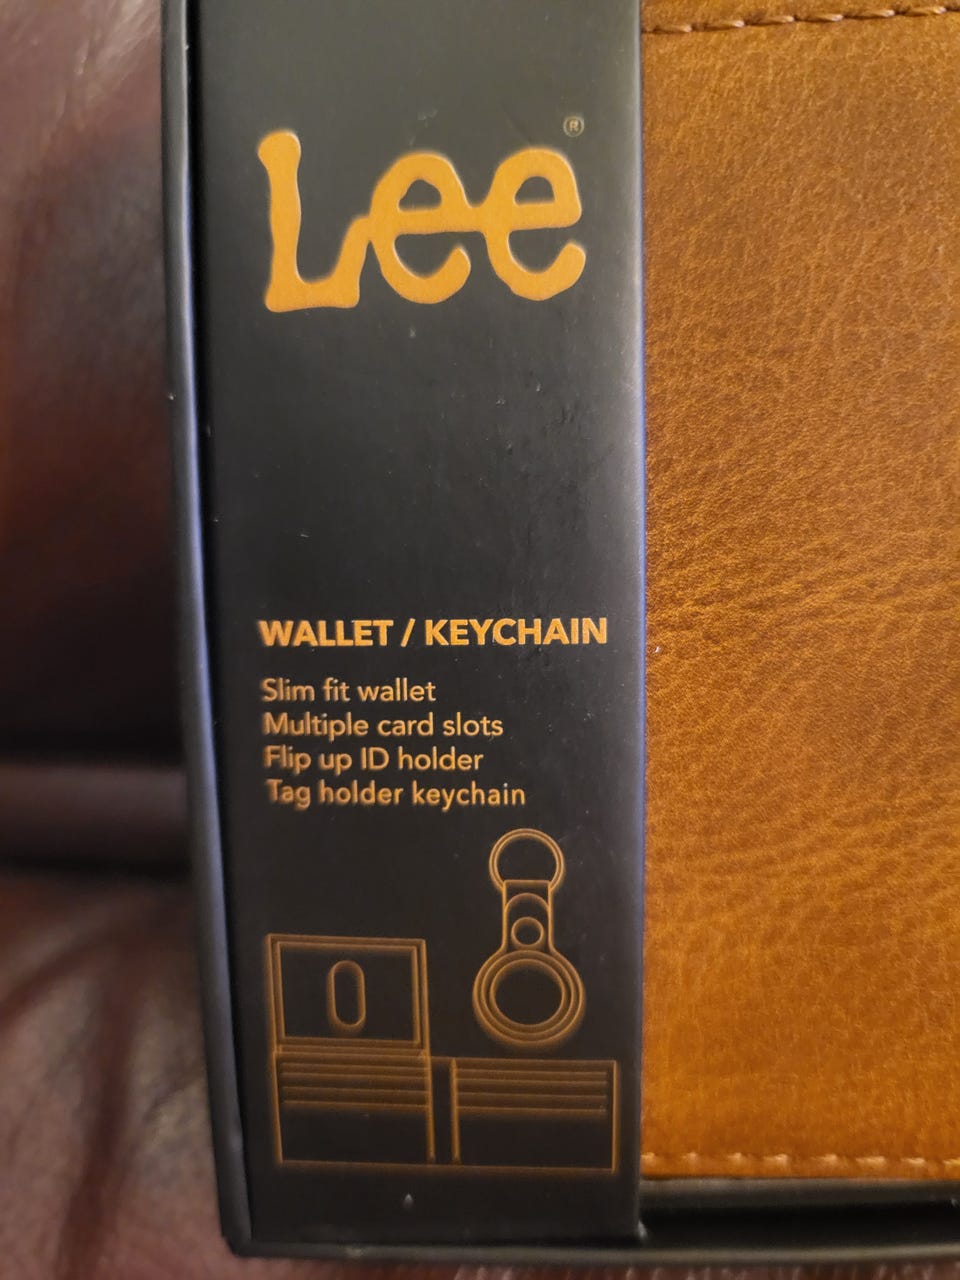 Lee®
WALLET / KEYCHAIN
Slim fit wallet
Multiple card slots
Flip up ID holder
Tag holder keychain